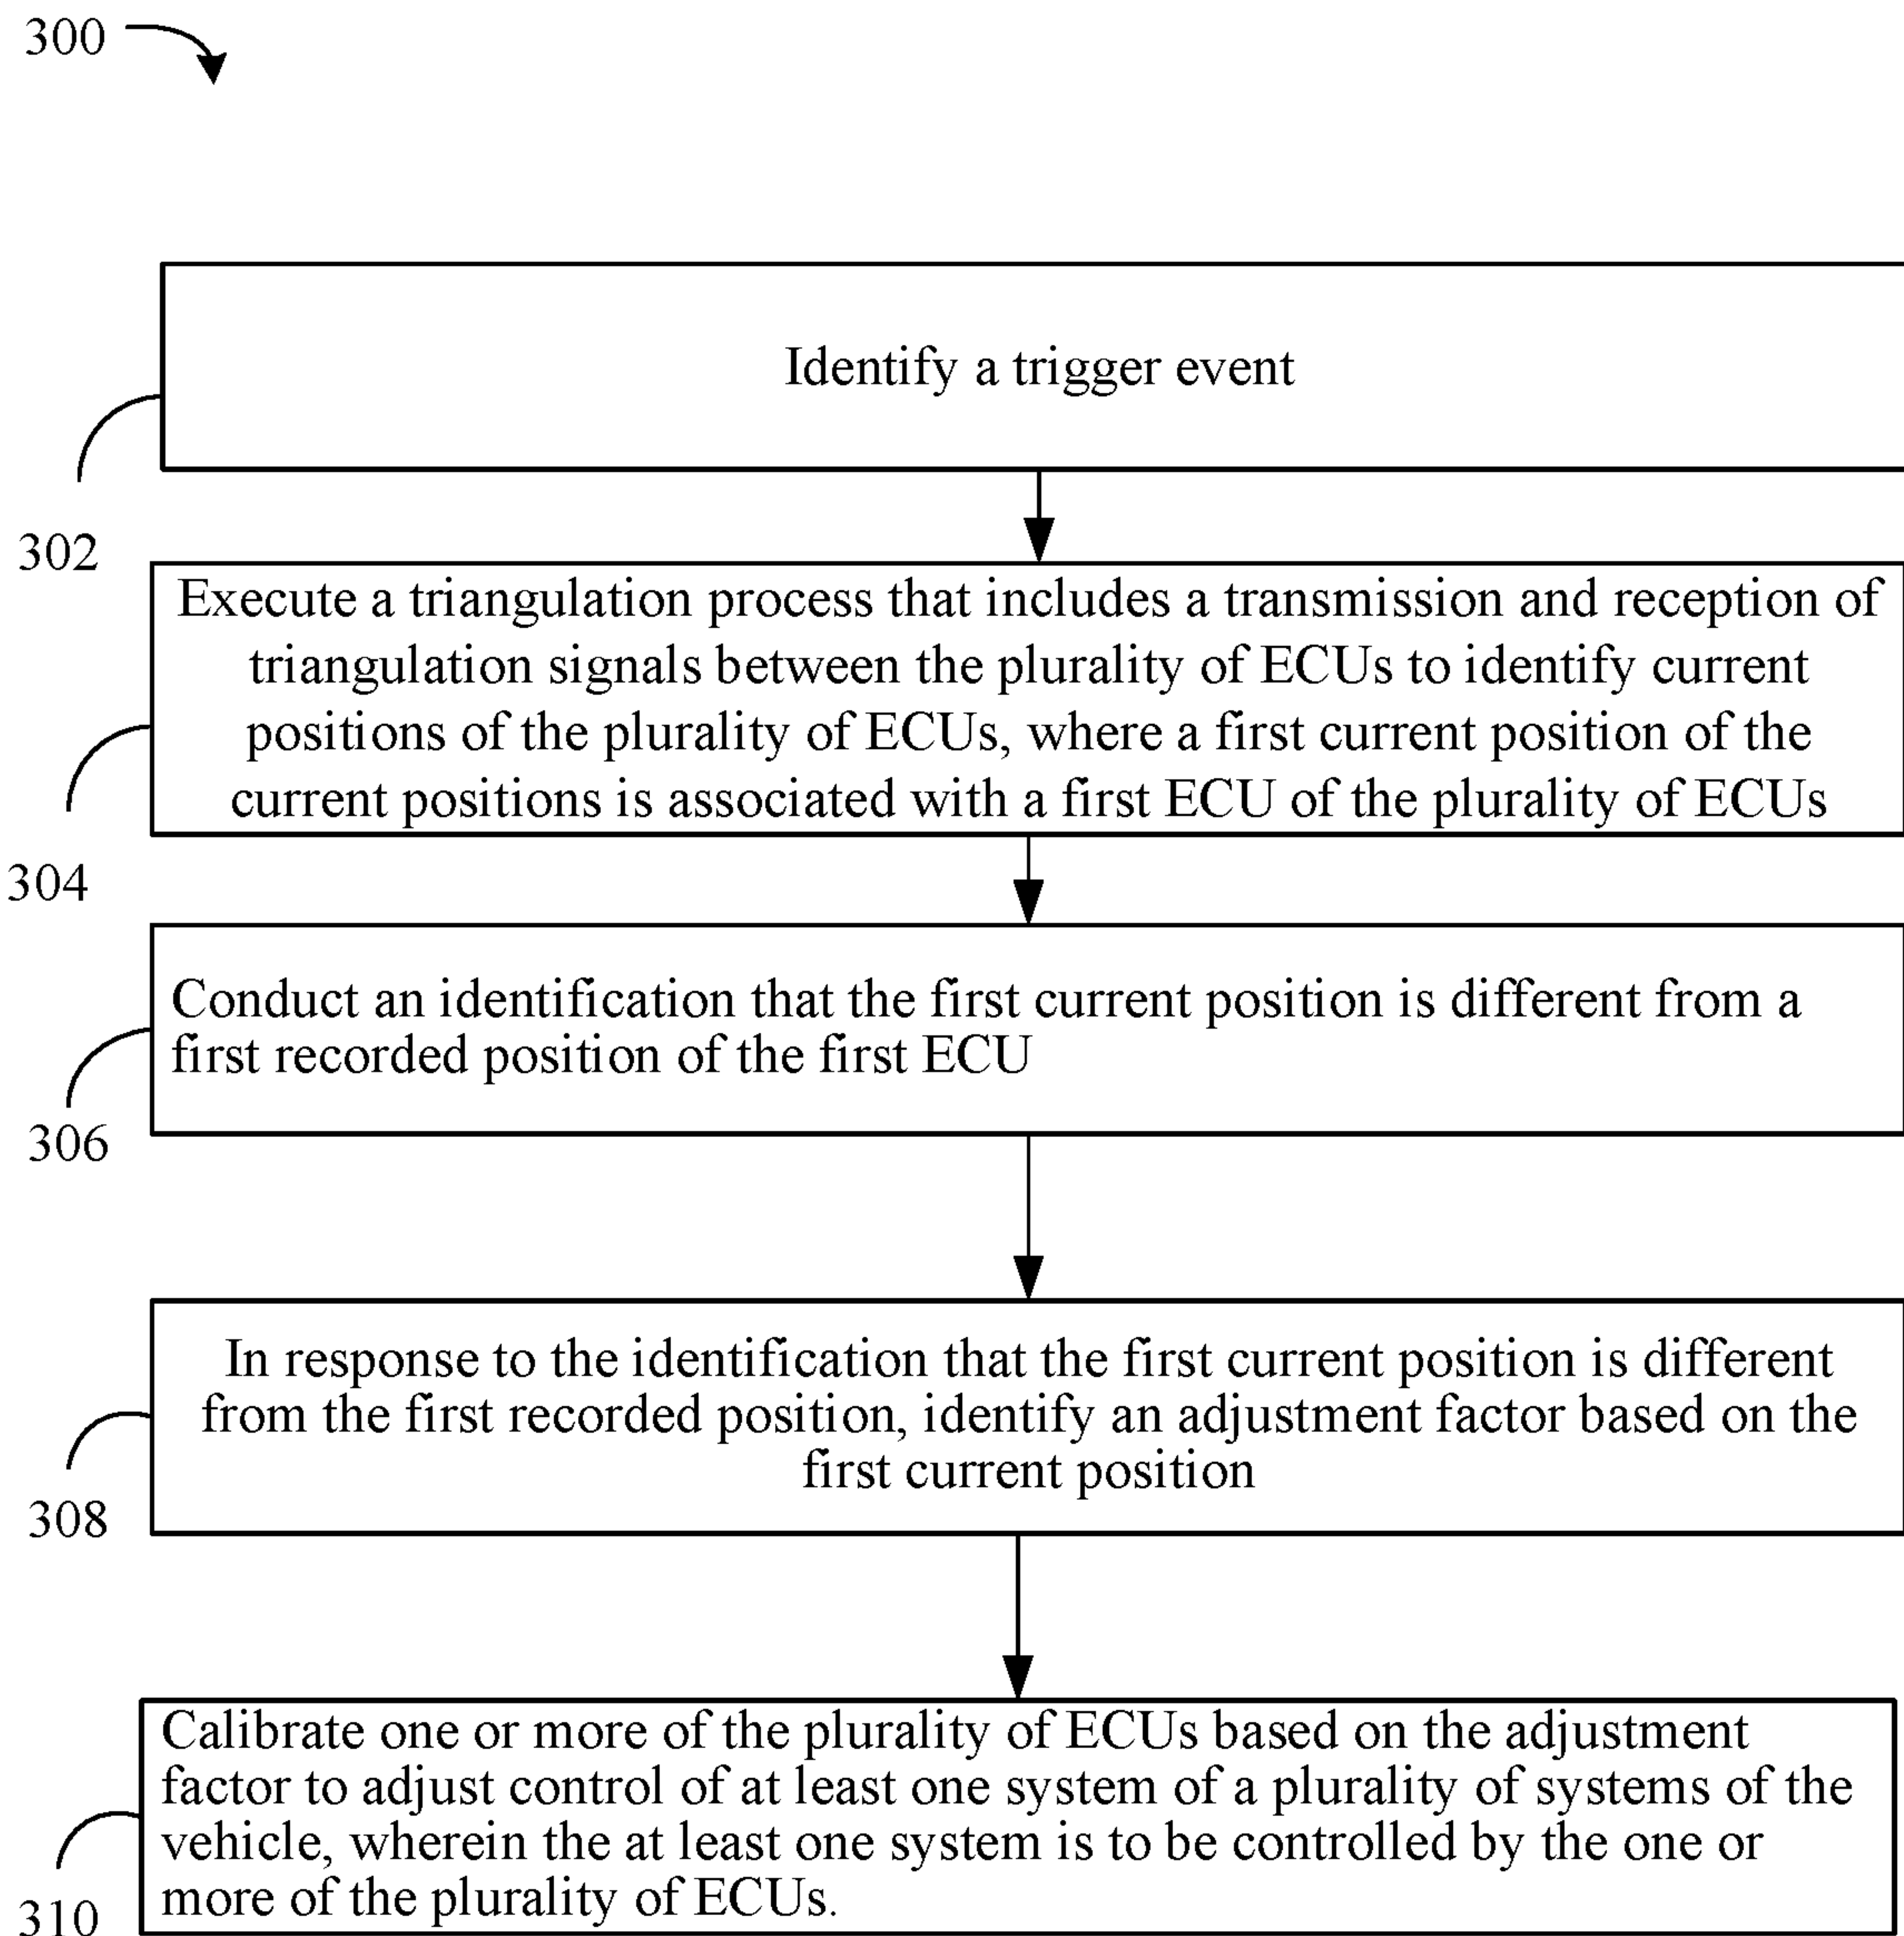 300
Identify a trigger event
302
Execute a triangulation process that includes a transmission and reception of
triangulation signals between the plurality of ECUs to identify current
positions of the plurality of ECUs, where a first current position of the
current positions is associated with a first ECU of the plurality of ECUs
304
Conduct an identification that the first current position is different from a
first recorded position of the first ECU
306
In response to the identification that the first current position is different
from the first recorded position, identify an adjustment factor based on the
first current position
308
Calibrate one or more of the plurality of ECUs based on the adjustment
factor to adjust control of at least one system of a plurality of systems of the
vehicle, wherein the at least one system is to be controlled by the one or
more of the plurality of ECUs.
310